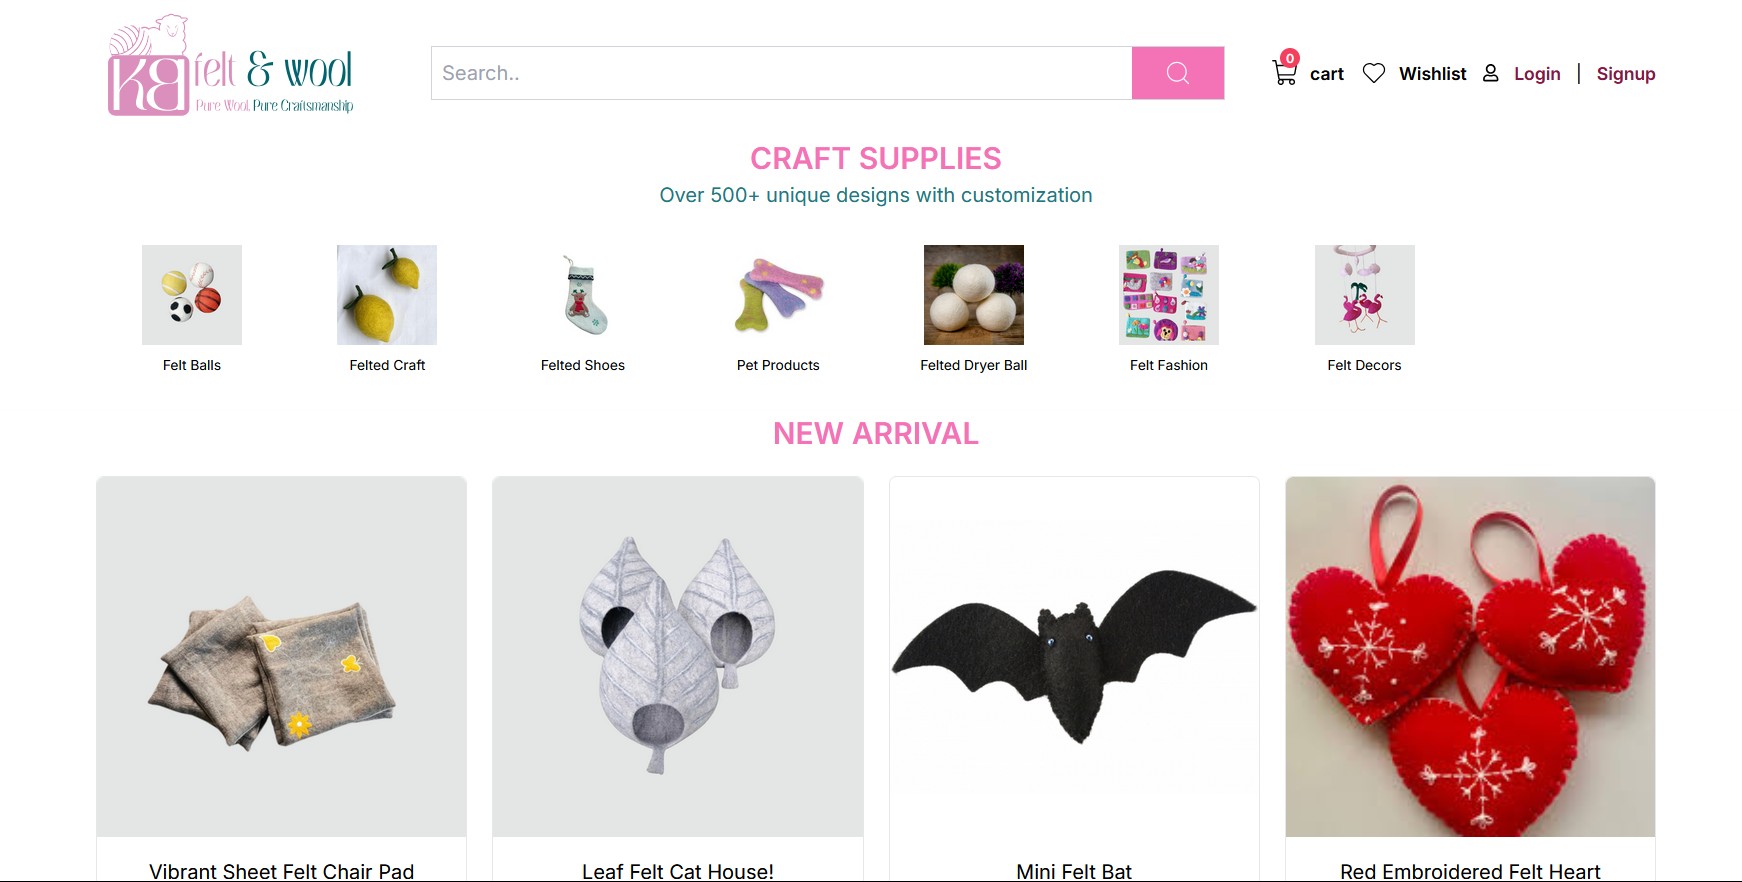 KB felt & wool
Pure Wool, Pure Craftsmanship
Search..
0
cart
Wishlist
Login | Signup
CRAFT SUPPLIES
Over 500+ unique designs with customization
Felt Balls
Felted Craft
Felted Shoes
Pet Products
Felted Dryer Ball
Felt Fashion
Felt Decors
NEW ARRIVAL
Vibrant Sheet Felt Chair Pad
Leaf Felt Cat House!
Mini Felt Bat
Red Embroidered Felt Heart